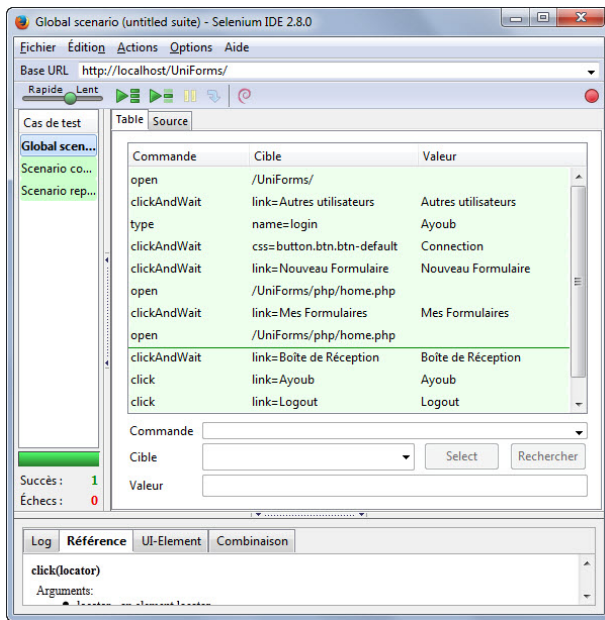 Global scenario (untitled suite) - Selenium IDE 2.8.0
Fichier Édition Actions Options Aide
Base URL http://localhost/UniForms/
Rapide Lent
Cas de test
Global scen...
Scenario co...
Scenario rep...
Table Source
Commande Cible Valeur
open /UniForms/
clickAndWait link=Autres utilisateurs Autres utilisateurs
type name=login Ayoub
clickAndWait css=button.btn.btn-default Connection
clickAndWait link=Nouveau Formulaire Nouveau Formulaire
open /UniForms/php/home.php
clickAndWait link=Mes Formulaires Mes Formulaires
open /UniForms/php/home.php
clickAndWait link=Boîte de Réception Boîte de Réception
click link=Ayoub Ayoub
click link=Logout Logout
Commande
Cible Select Rechercher
Valeur
Succès : 1
Échecs : 0
Log Référence UI-Element Combinaison
click(locator)
Arguments:
locator - an element locator